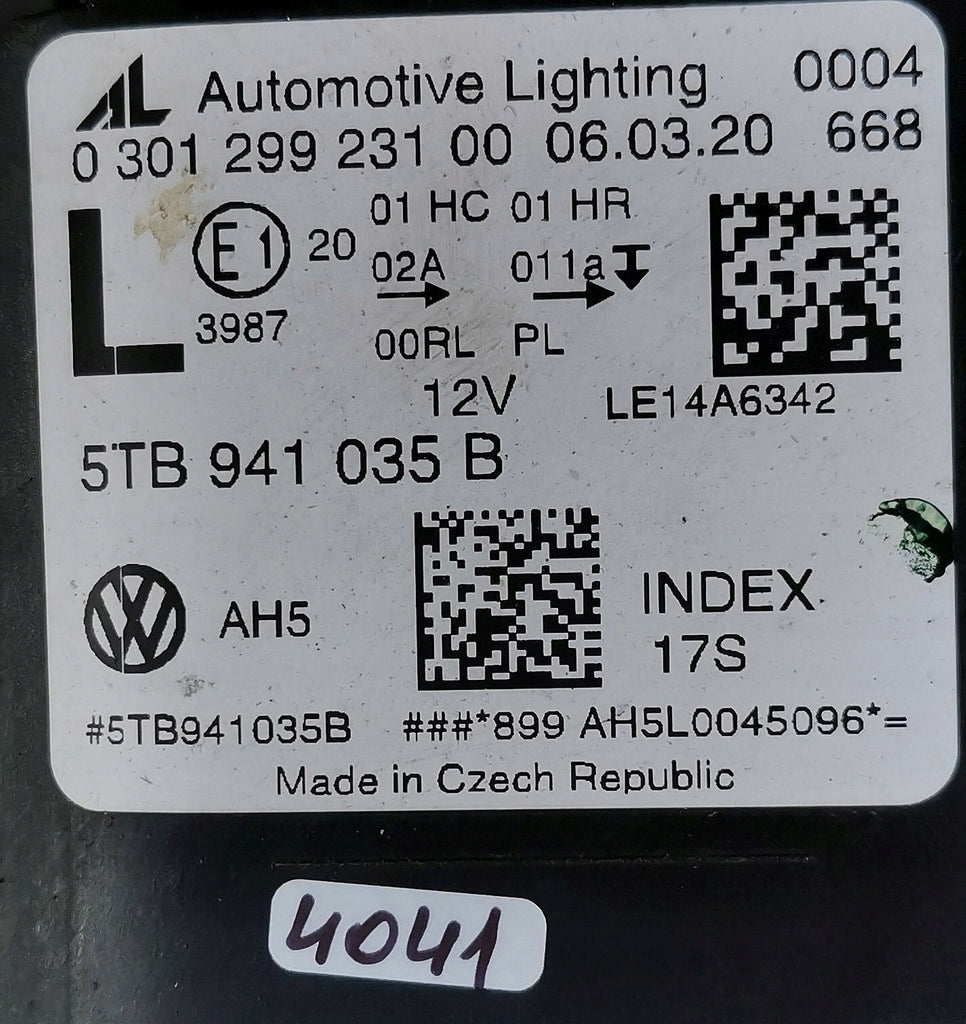 AL Automotive Lighting 0004
0 301 299 231 00 06.03.20 668
L E1 20 01 HC 01 HR
02A 011a
3987 00RL PL
12V LE14A6342
5TB 941 035 B
VW AH5 INDEX
17S
#5TB941035B ###*899 AH5L0045096*=
Made in Czech Republic
4041